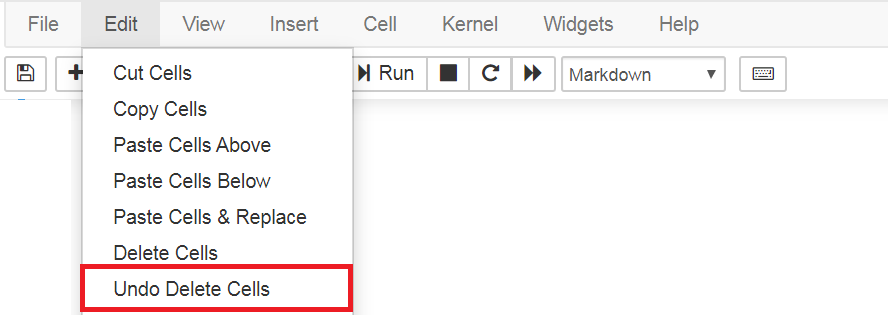 File Edit View Insert Cell Kernel Widgets Help
Run Markdown
Cut Cells
Copy Cells
Paste Cells Above
Paste Cells Below
Paste Cells & Replace
Delete Cells
Undo Delete Cells